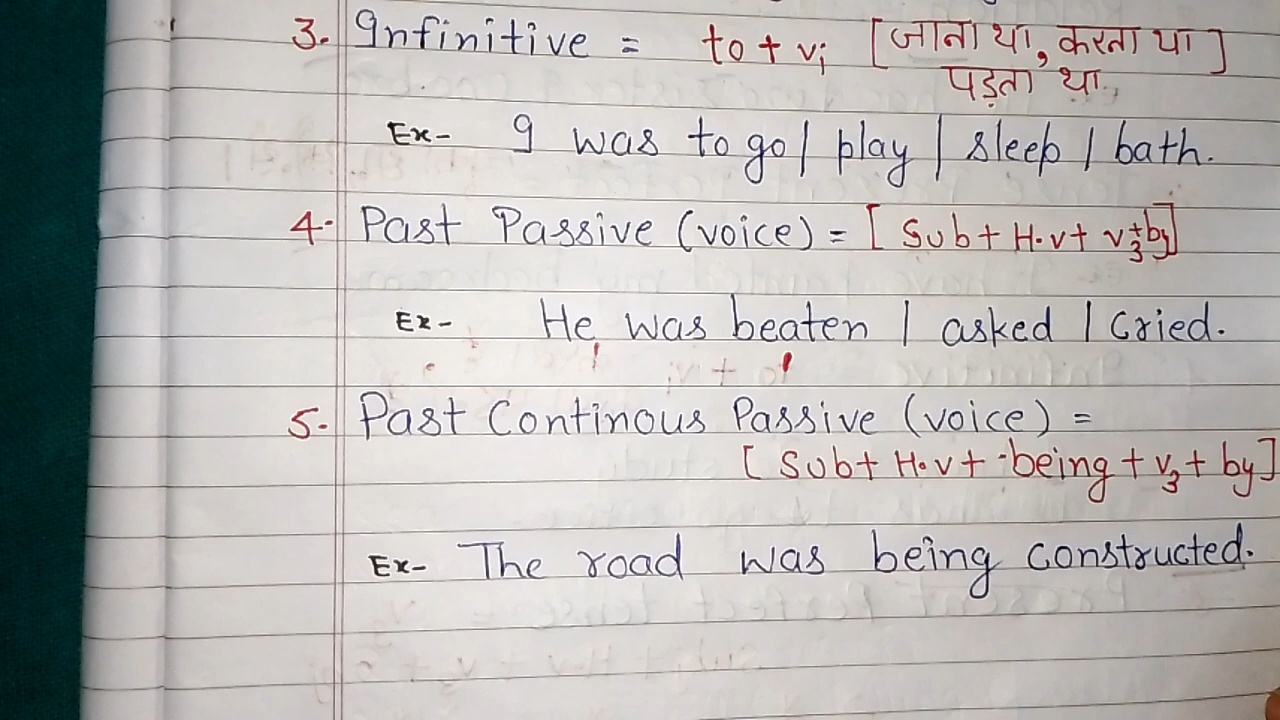 3. Infinitive = to + v1 [जाना था, करना था
पड़ता था.]
Ex- I was to go / play / sleep / bath.
4- Past Passive (voice) = [Sub + H.v + v3 + by]
Ex- He was beaten / asked / cried.
5- Past Continous Passive (voice) =
[Sub + H.v + being + v3 + by]
Ex- The road was being constructed.